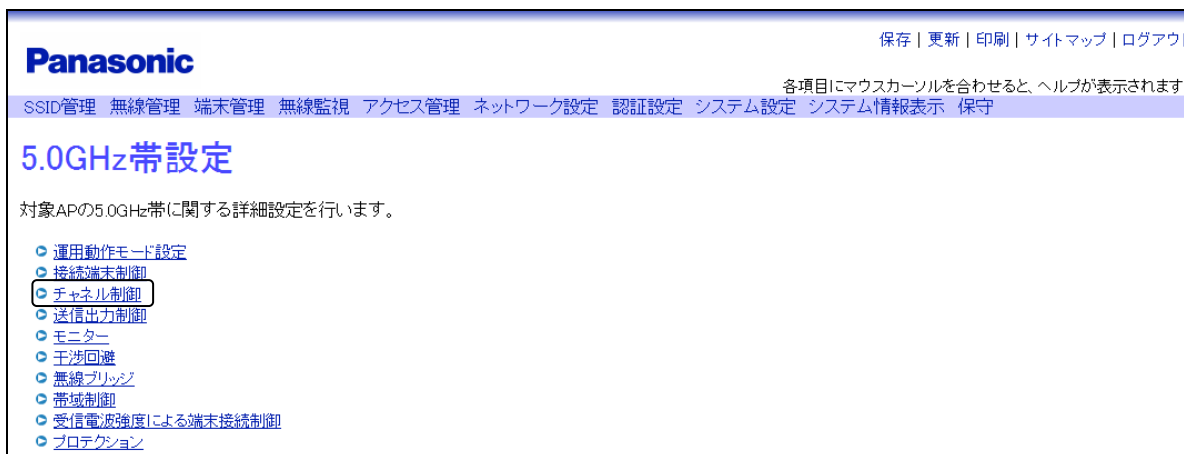 保存 | 更新 | 印刷 | サイトマップ | ログアウ
Panasonic
各項目にマウスカーソルを合わせると、ヘルプが表示されます
SSID管理 無線管理 端末管理 無線監視 アクセス管理 ネットワーク設定 認証設定 システム設定 システム情報表示 保守
5.0GHz帯設定
対象APの5.0GHz帯に関する詳細設定を行います。
運用動作モード設定
接続端末制御
チャネル制御
送信出力制御
モニター
干渉回避
無線ブリッジ
帯域制御
受信電波強度による端末接続制御
プロテクション